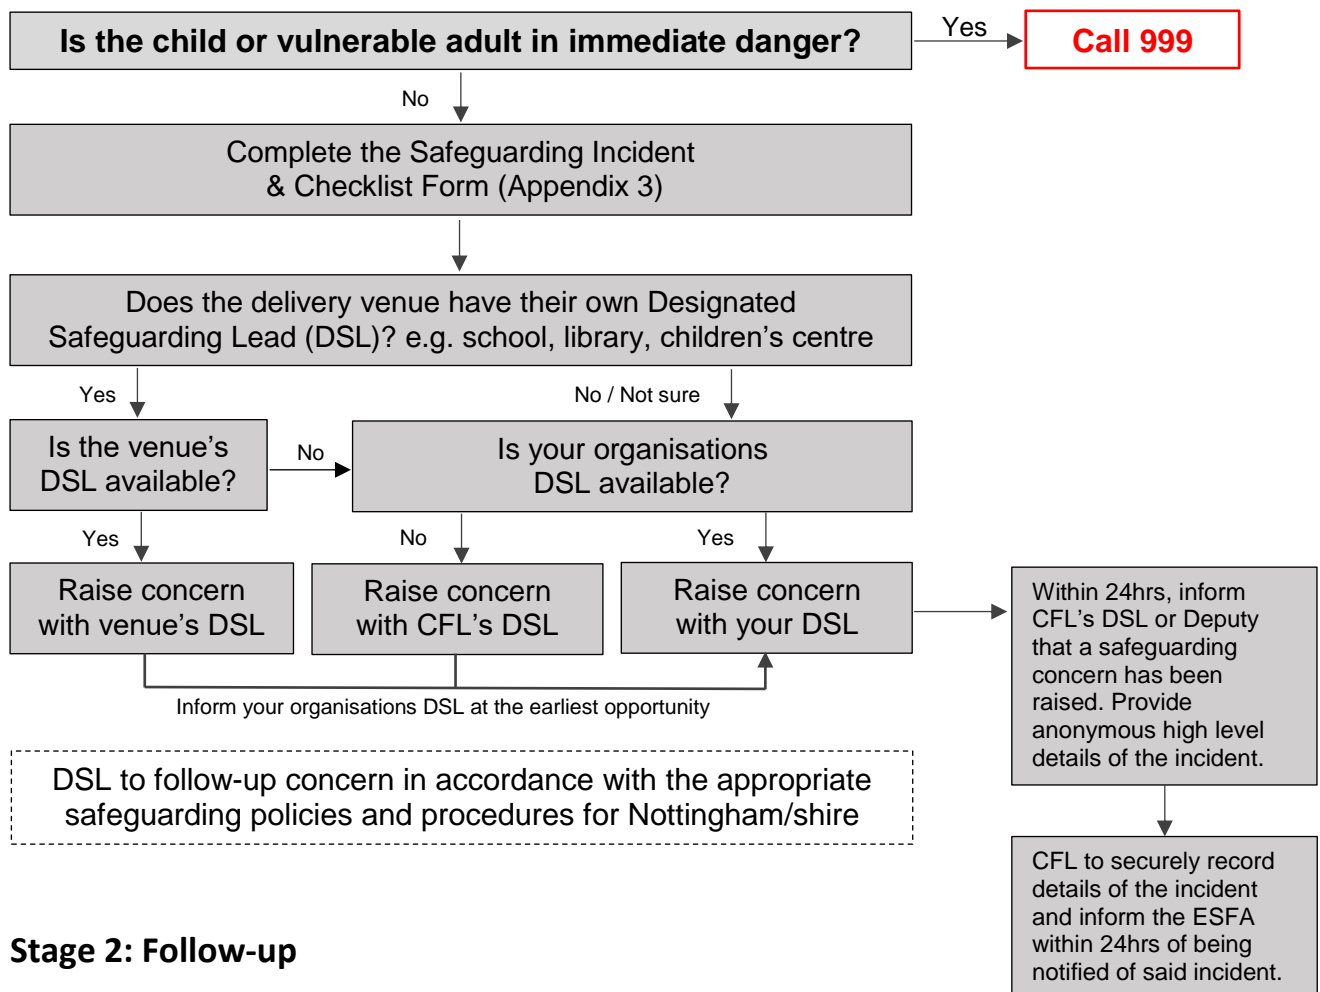 Is the child or vulnerable adult in immediate danger?
Yes
Call 999
No
Complete the Safeguarding Incident
& Checklist Form (Appendix 3)
Does the delivery venue have their own Designated
Safeguarding Lead (DSL)? e.g. school, library, children's centre
Yes
No / Not sure
Is the venue's
DSL available?
No
Is your organisations
DSL available?
Yes
No
Yes
Raise concern
with venue's DSL
Raise concern
with CFL's DSL
Raise concern
with your DSL
Inform your organisations DSL at the earliest opportunity
Within 24hrs, inform
CFL's DSL or Deputy
that a safeguarding
concern has been
raised. Provide
anonymous high level
details of the incident.
DSL to follow-up concern in accordance with the appropriate
safeguarding policies and procedures for Nottingham/shire
CFL to securely record
details of the incident
and inform the ESFA
within 24hrs of being
notified of said incident.
Stage 2: Follow-up